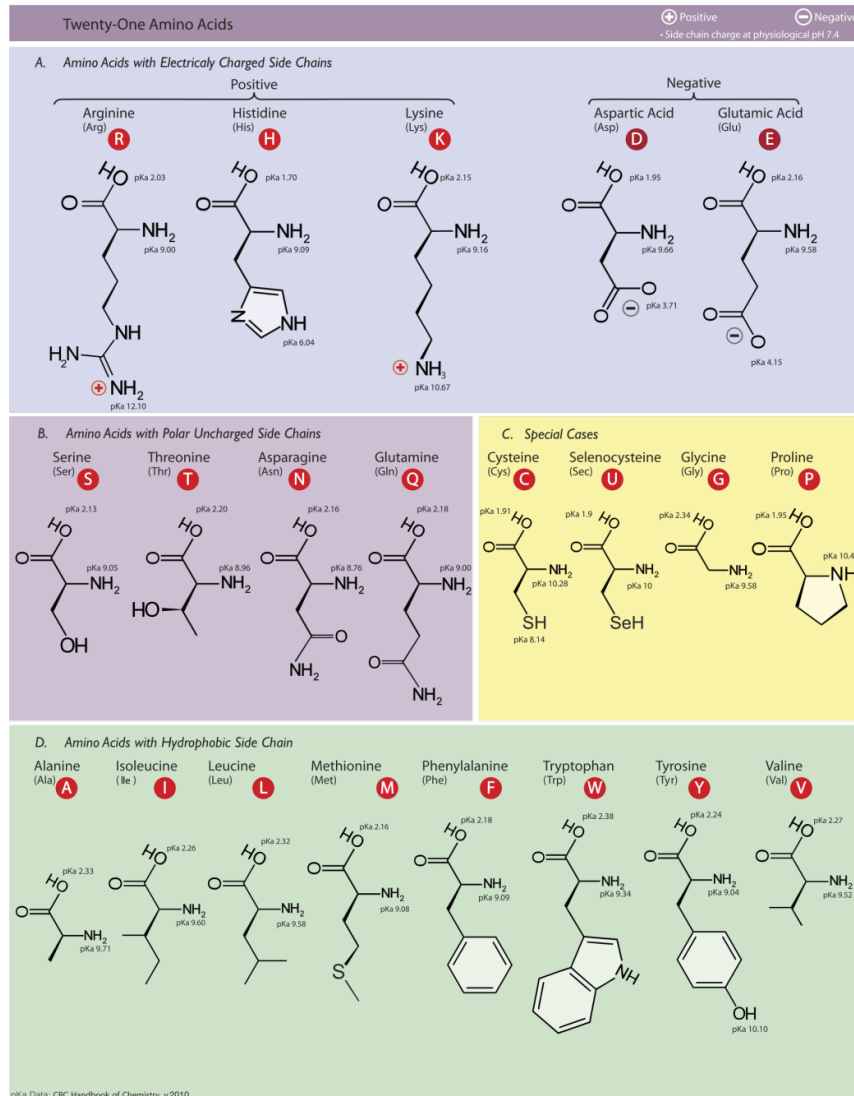 Twenty-One Amino Acids
+ Positive − Negative
• Side chain charge at physiological pH 7.4
A. Amino Acids with Electricaly Charged Side Chains
Positive
Negative
Arginine
(Arg)
R
Histidine
(His)
H
Lysine
(Lys)
K
Aspartic Acid
(Asp)
D
Glutamic Acid
(Glu)
E
HO pKa 2.03
O
NH2
pKa 9.00
NH
H2N
+ NH2
pKa 12.10
HO pKa 1.70
O
NH2
pKa 9.09
N
NH
pKa 6.04
HO pKa 2.15
O
NH2
pKa 9.16
+ NH3
pKa 10.67
HO pKa 1.95
O
NH2
pKa 9.66
O
O
− pKa 3.71
HO pKa 2.16
O
NH2
pKa 9.58
O
− O
pKa 4.15
B. Amino Acids with Polar Uncharged Side Chains
Serine
(Ser)
S
Threonine
(Thr)
T
Asparagine
(Asn)
N
Glutamine
(Gln)
Q
pKa 2.13
HO
O
pKa 9.05
NH2
OH
pKa 2.20
HO
O
pKa 8.96
NH2
HO
pKa 2.16
HO
O
pKa 8.76
NH2
O
NH2
pKa 2.18
HO
O
pKa 9.00
NH2
O
NH2
C. Special Cases
Cysteine
(Cys)
C
Selenocysteine
(Sec)
U
Glycine
(Gly)
G
Proline
(Pro)
P
pKa 1.91 HO
O
NH2
pKa 10.28
SH
pKa 8.14
pKa 1.9 HO
O
NH2
pKa 10
SeH
pKa 2.34
HO
O
NH2
pKa 9.58
pKa 1.95 HO
O
pKa 10.4
NH
D. Amino Acids with Hydrophobic Side Chain
Alanine
(Ala)
A
Isoleucine
(Ile)
I
Leucine
(Leu)
L
Methionine
(Met)
M
Phenylalanine
(Phe)
F
Tryptophan
(Trp)
W
Tyrosine
(Tyr)
Y
Valine
(Val)
V
pKa 2.33
HO
O
NH2
pKa 9.71
HO pKa 2.26
O
NH2
pKa 9.60
pKa 2.32
HO
O
NH2
pKa 9.58
pKa 2.16
HO
O
NH2
pKa 9.08
S
pKa 2.18
HO
O
NH2
pKa 9.09
pKa 2.38
HO
O
NH2
pKa 9.34
NH
pKa 2.24
HO
O
NH2
pKa 9.04
OH
pKa 10.10
pKa 2.27
HO
O
NH2
pKa 9.52
pKa Data: CRC Handbook of Chemistry, v.2010